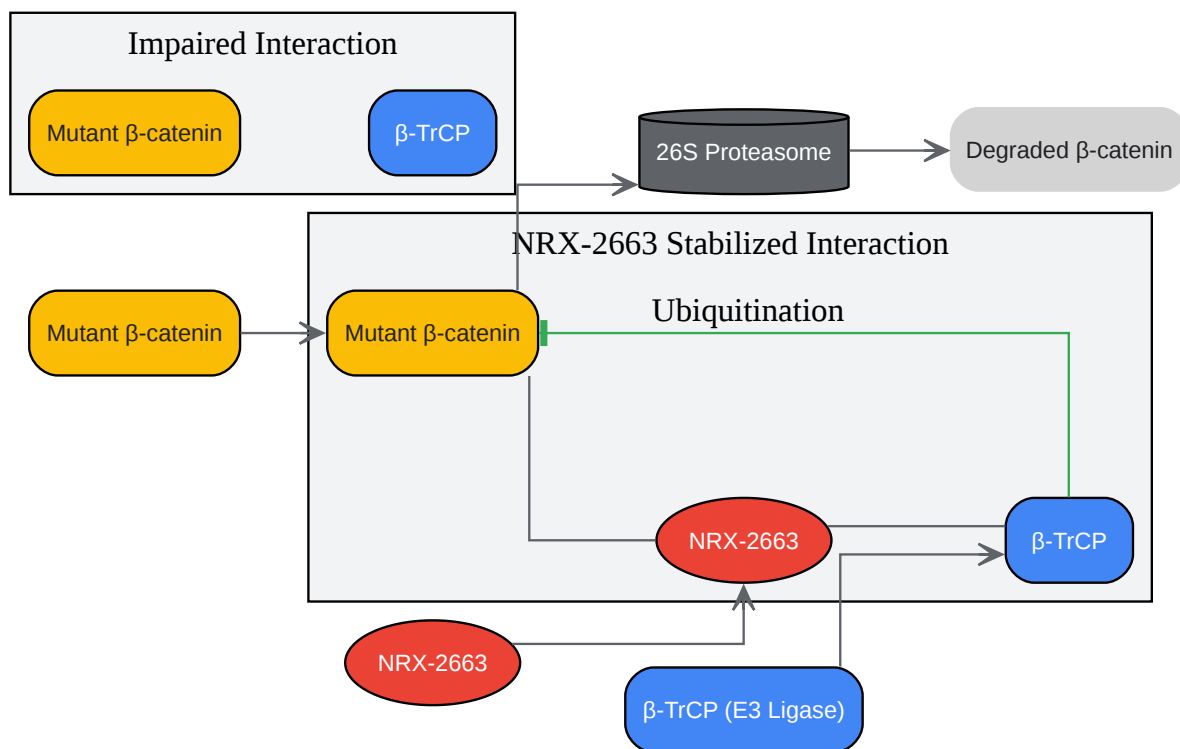 Impaired Interaction
Mutant β-catenin
β-TrCP
26S Proteasome
Degraded β-catenin
NRX-2663 Stabilized Interaction
Ubiquitination
Mutant β-catenin
Mutant β-catenin
NRX-2663
β-TrCP
NRX-2663
β-TrCP (E3 Ligase)